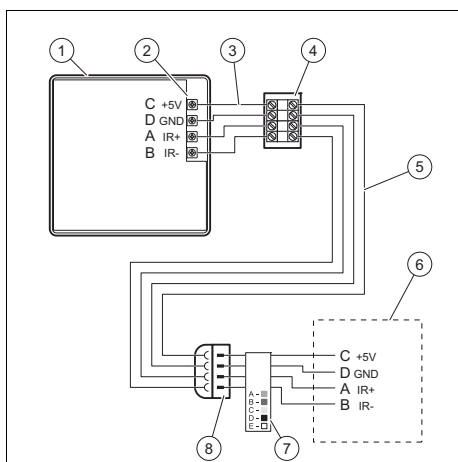 1
2
3
4
C +5V
D GND
A IR+
B IR-
5
6
C +5V
D GND
A IR+
B IR-
A -
B -
C -
D -
E -
8
7